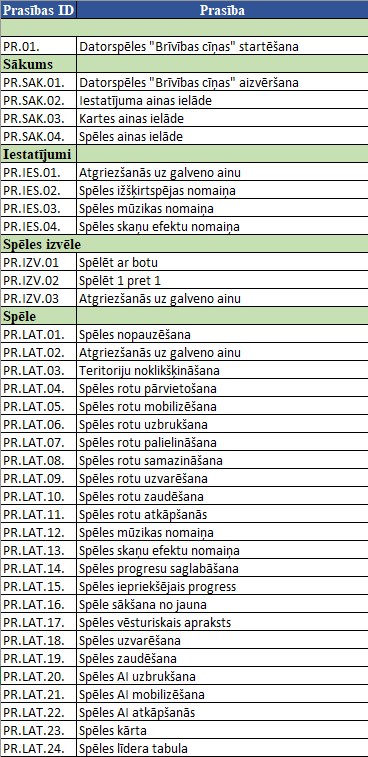 Prasības ID Prasība
PR.01. Datorspēles "Brīvības cīņas" startēšana
Sākums
PR.SAK.01. Datorspēles "Brīvības cīņas" aizvēršana
PR.SAK.02. Iestatījuma ainas ielāde
PR.SAK.03. Kartes ainas ielāde
PR.SAK.04. Spēles ainas ielāde
Iestatījumi
PR.IES.01. Atgriezšanās uz galveno ainu
PR.IES.02. Spēles ižšķirtspējas nomaiņa
PR.IES.03. Spēles mūzikas nomaiņa
PR.IES.04. Spēles skaņu efektu nomaiņa
Spēles izvēle
PR.IZV.01 Spēlēt ar botu
PR.IZV.02 Spēlēt 1 pret 1
PR.IZV.03 Atgriezšanās uz galveno ainu
Spēle
PR.LAT.01. Spēles nopauzēšana
PR.LAT.02. Atgriezšanās uz galveno ainu
PR.LAT.03. Teritoriju noklikšķināšana
PR.LAT.04. Spēles rotu pārvietošana
PR.LAT.05. Spēles rotu mobilizēšana
PR.LAT.06. Spēles rotu uzbrukšana
PR.LAT.07. Spēles rotu palielināšana
PR.LAT.08. Spēles rotu samazināšana
PR.LAT.09. Spēles rotu uzvarēšana
PR.LAT.10. Spēles rotu zaudēšana
PR.LAT.11. Spēles rotu atkāpšanās
PR.LAT.12. Spēles mūzikas nomaiņa
PR.LAT.13. Spēles skaņu efektu nomaiņa
PR.LAT.14. Spēles progresu saglabāšana
PR.LAT.15. Spēles iepriekšējais progress
PR.LAT.16. Spēle sākšana no jauna
PR.LAT.17. Spēles vēsturiskais apraksts
PR.LAT.18. Spēles uzvarēšana
PR.LAT.19. Spēles zaudēšana
PR.LAT.20. Spēles AI uzbrukšana
PR.LAT.21. Spēles AI mobilizēšana
PR.LAT.22. Spēles AI atkāpšanās
PR.LAT.23. Spēles kārta
PR.LAT.24. Spēles līdera tabula